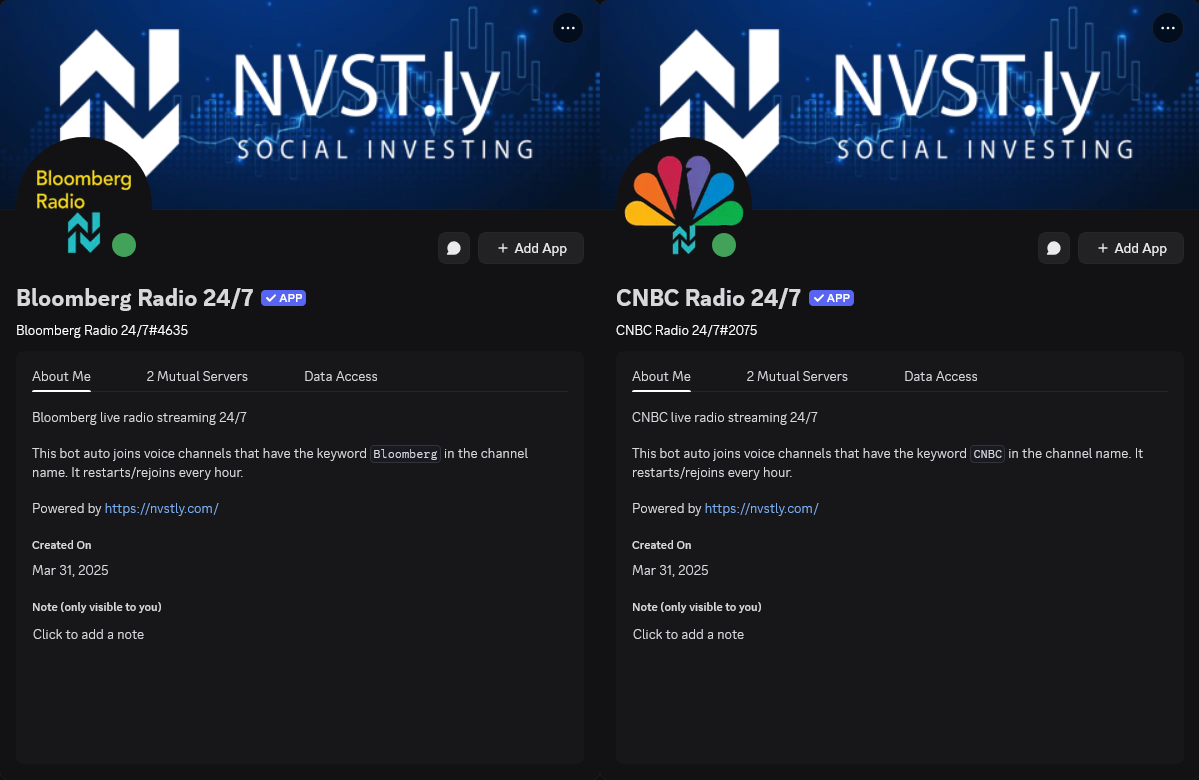 NVST.ly
SOCIAL INVESTING
Bloomberg
Radio
Add App
Bloomberg Radio 24/7 APP
Bloomberg Radio 24/7#4635
About Me 2 Mutual Servers Data Access
Bloomberg live radio streaming 24/7
This bot auto joins voice channels that have the keyword Bloomberg in the channel
name. It restarts/rejoins every hour.
Powered by https://nvstly.com/
Created On
Mar 31, 2025
Note (only visible to you)
Click to add a note
NVST.ly
SOCIAL INVESTING
Add App
CNBC Radio 24/7 APP
CNBC Radio 24/7#2075
About Me 2 Mutual Servers Data Access
CNBC live radio streaming 24/7
This bot auto joins voice channels that have the keyword CNBC in the channel name. It
restarts/rejoins every hour.
Powered by https://nvstly.com/
Created On
Mar 31, 2025
Note (only visible to you)
Click to add a note